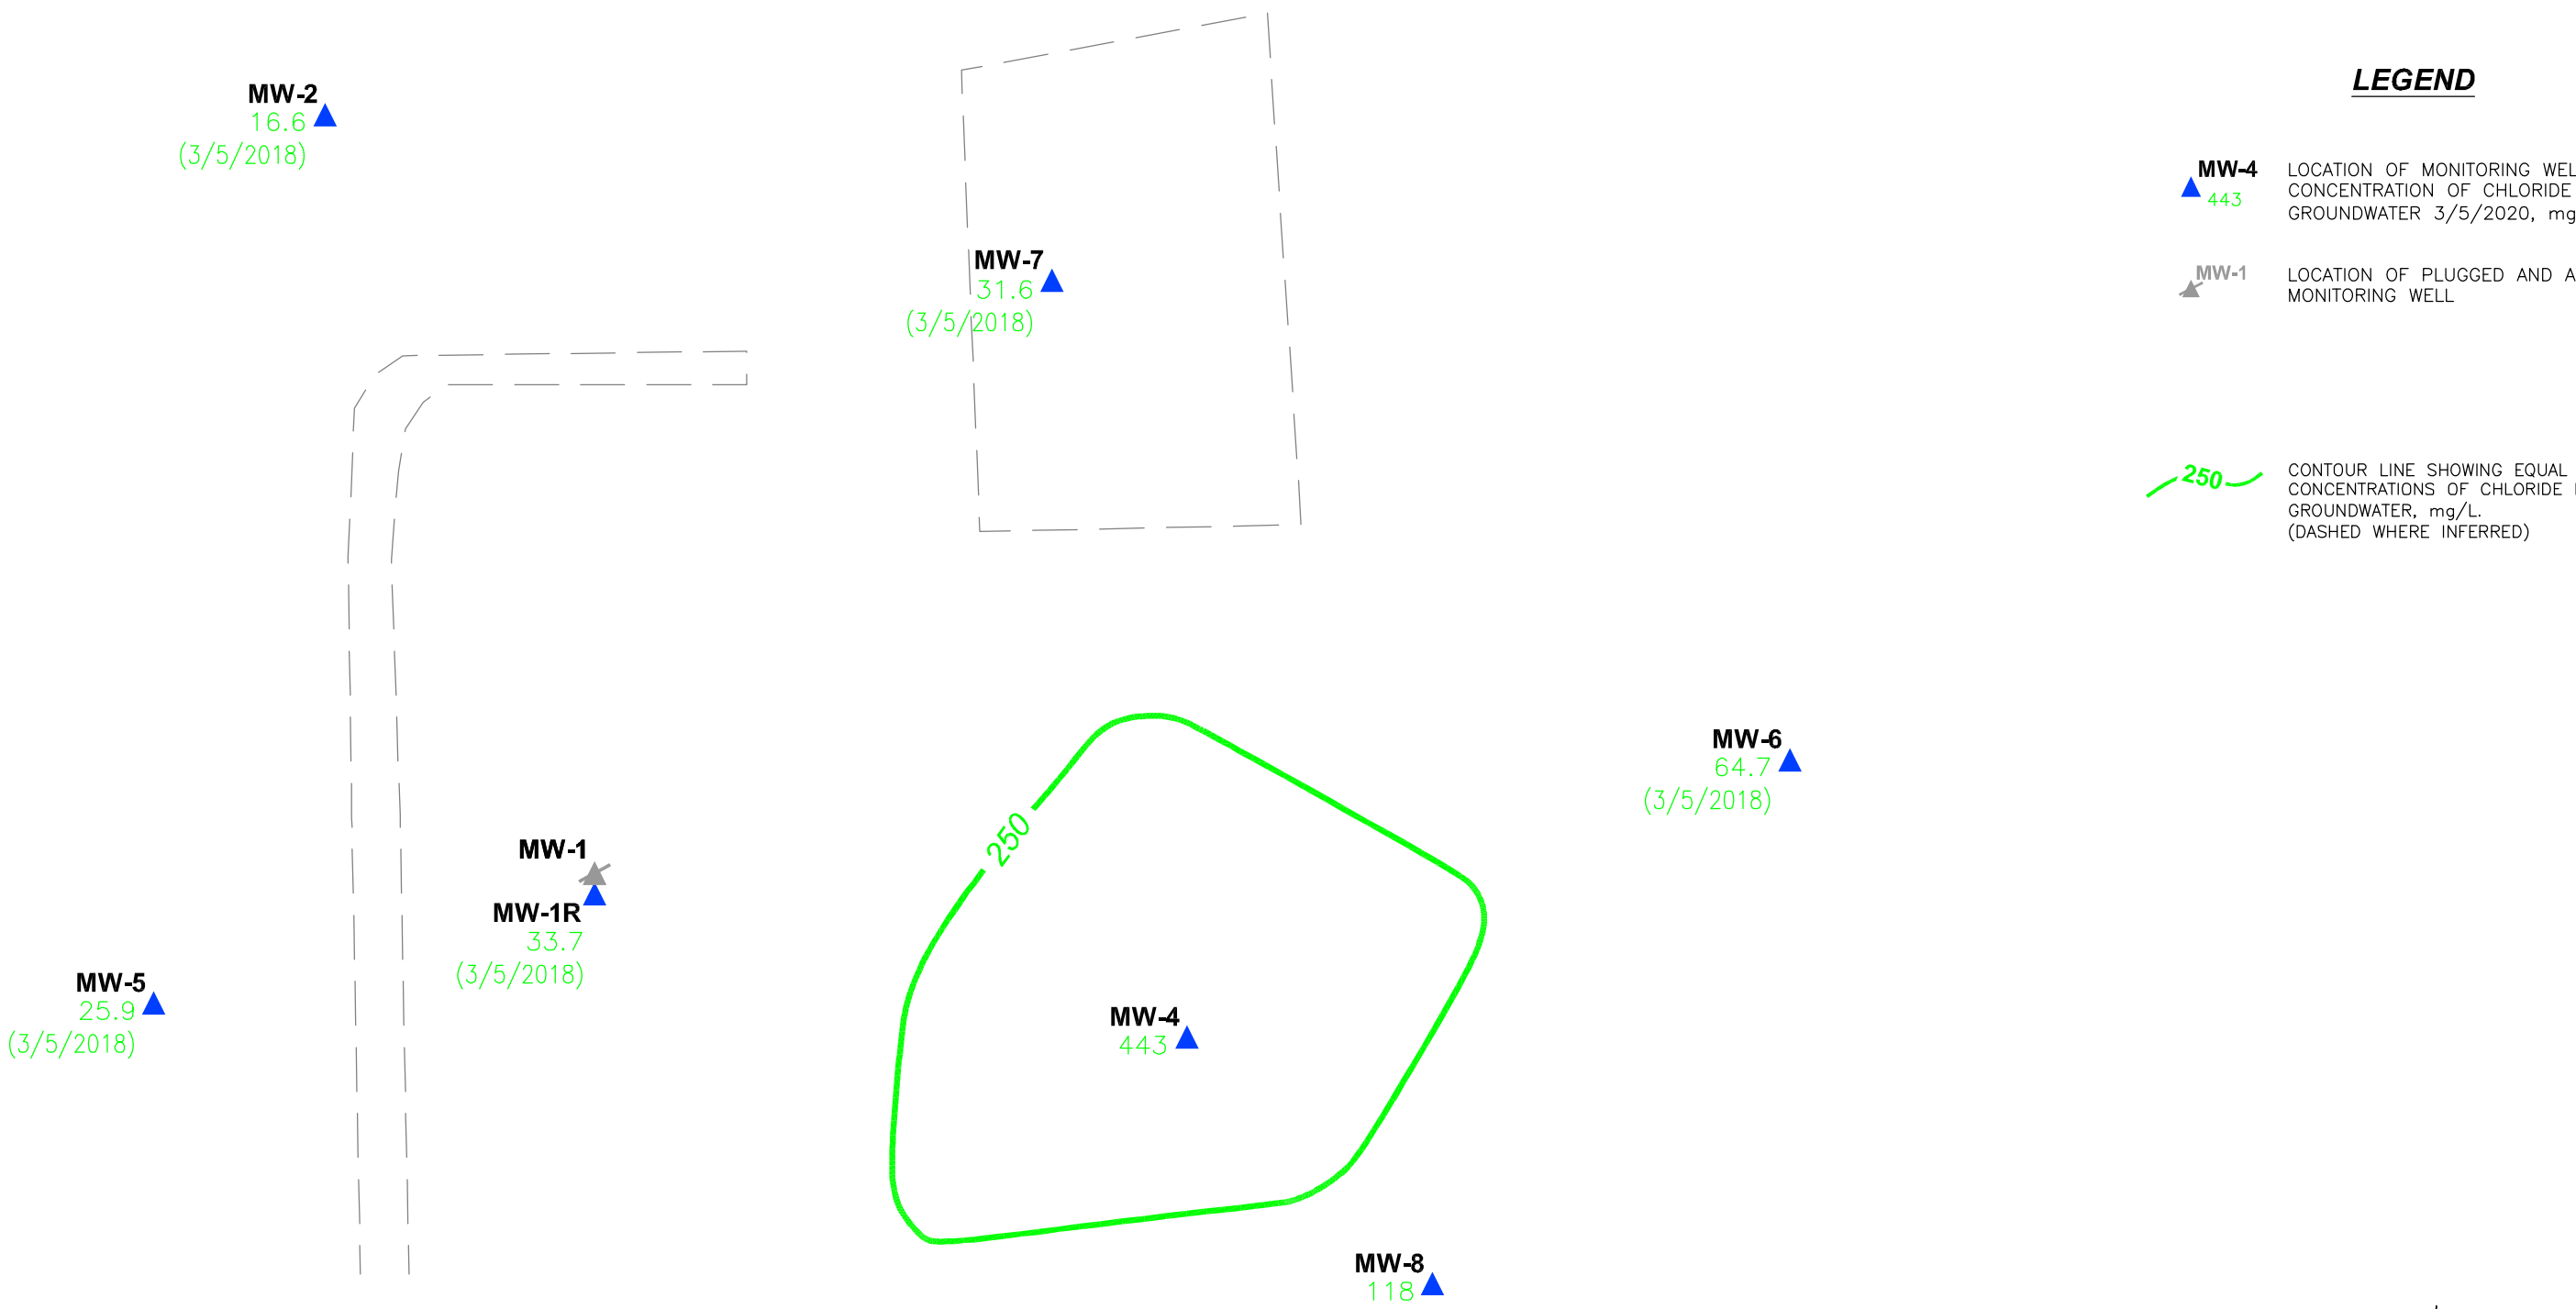 MW-2
16.6
(3/5/2018)
MW-7
31.6
(3/5/2018)
MW-6
64.7
(3/5/2018)
MW-1
MW-1R
33.7
(3/5/2018)
MW-5
25.9
(3/5/2018)
250
MW-4
443
MW-8
118
LEGEND
MW-4
443
LOCATION OF MONITORING WEL
CONCENTRATION OF CHLORIDE
GROUNDWATER 3/5/2020, mg
MW-1
LOCATION OF PLUGGED AND A
MONITORING WELL
250
CONTOUR LINE SHOWING EQUAL
CONCENTRATIONS OF CHLORIDE
GROUNDWATER, mg/L.
(DASHED WHERE INFERRED)